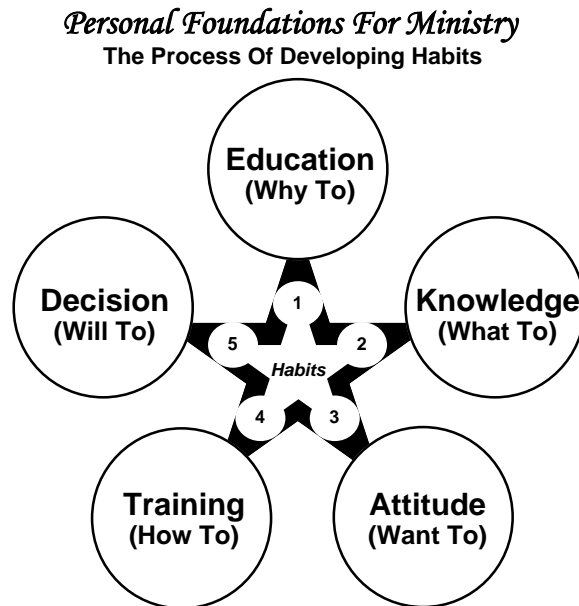 Personal Foundations For Ministry
The Process Of Developing Habits
Education
(Why To)
1
Knowledge
(What To)
2
Attitude
(Want To)
3
Training
(How To)
4
Decision
(Will To)
5
Habits